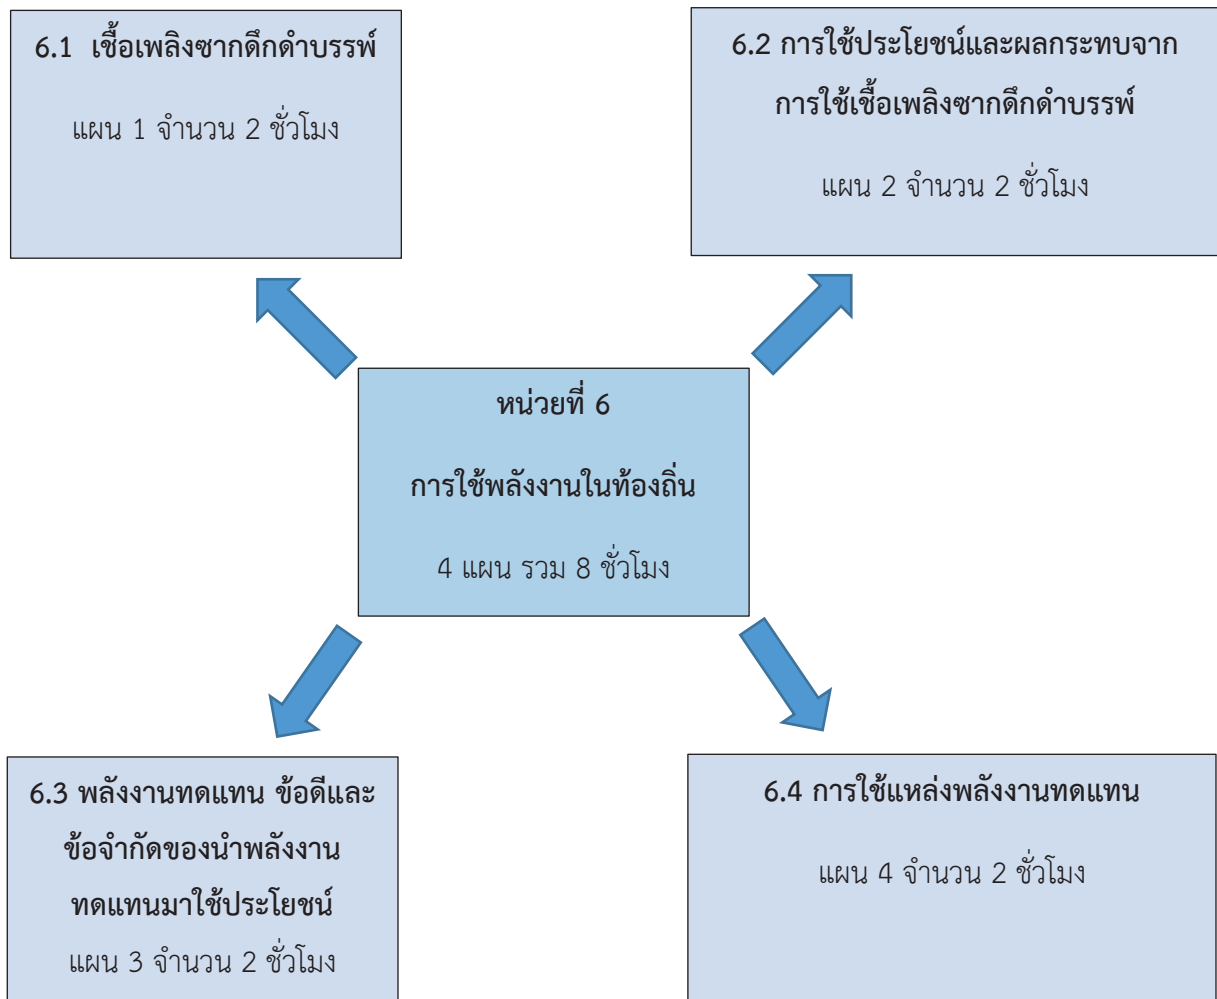 6.1 เชื้อเพลิงซากดึกดำบรรพ์
แผน 1 จำนวน 2 ชั่วโมง
6.2 การใช้ประโยชน์และผลกระทบจาก
การใช้เชื้อเพลิงซากดึกดำบรรพ์
แผน 2 จำนวน 2 ชั่วโมง
หน่วยที่ 6
การใช้พลังงานในท้องถิ่น
4 แผน รวม 8 ชั่วโมง
6.3 พลังงานทดแทน ข้อดีและ
ข้อจำกัดของนำพลังงาน
ทดแทนมาใช้ประโยชน์
แผน 3 จำนวน 2 ชั่วโมง
6.4 การใช้แหล่งพลังงานทดแทน
แผน 4 จำนวน 2 ชั่วโมง